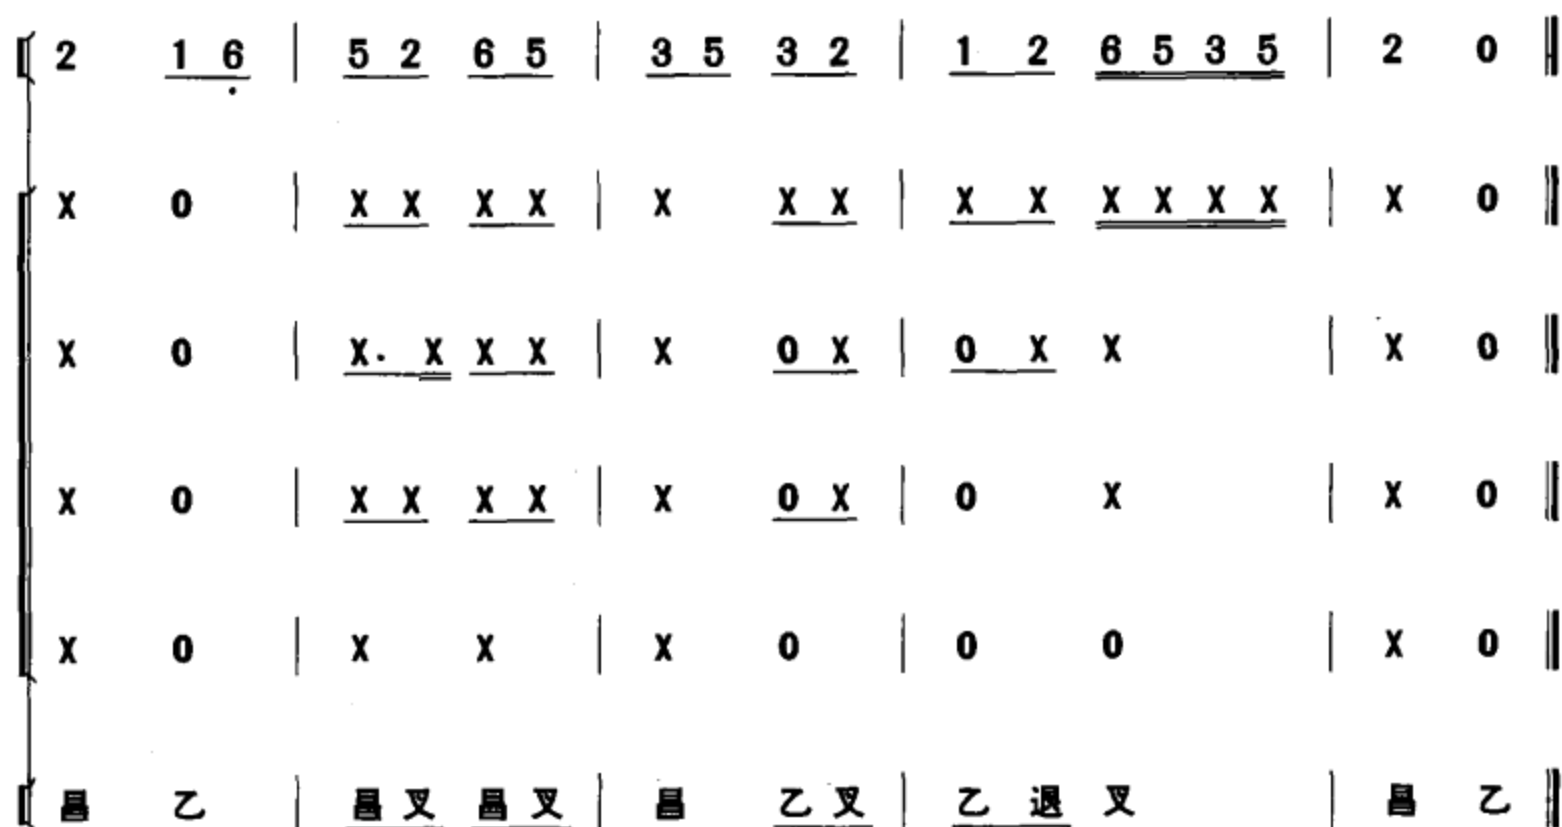 2 1 6̣ | 5 2 6 5 | 3 5 3 2 | 1 2 6 5 3 5 | 2 0 ‖
X 0 | X X X X | X X X | X X X X X X | X 0 ‖
X 0 | X. X X X | X 0 X | 0 X X | X 0 ‖
X 0 | X X X X | X 0 X | 0 X | X 0 ‖
X 0 | X X | X 0 | 0 0 | X 0 ‖
昌 乙 | 昌 叉 昌 叉 | 昌 乙 叉 | 乙 退 叉 | 昌 乙 ‖